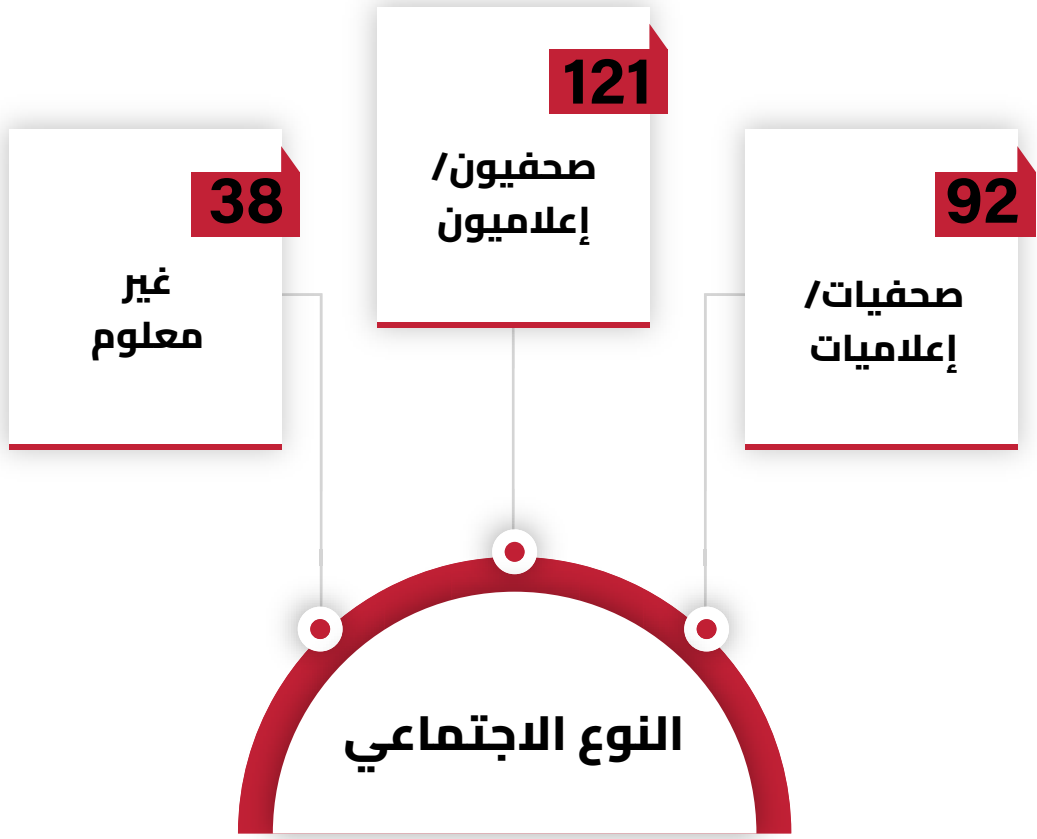 92
صحفيات/
إعلاميات
121
صحفيون/
إعلاميون
38
غير
معلوم
النوع الاجتماعي